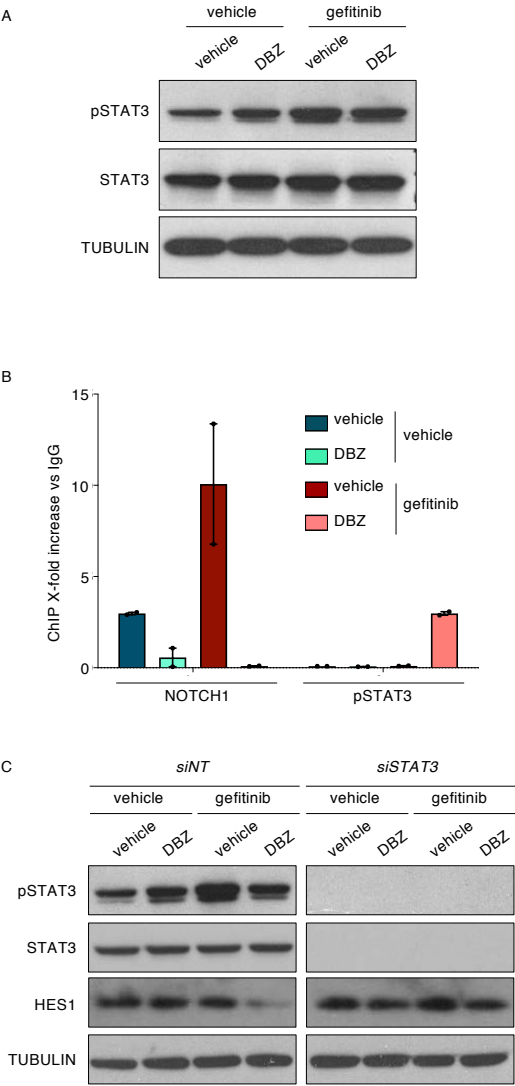 A
vehicle gefitinib
vehicle DBZ vehicle DBZ
pSTAT3
STAT3
TUBULIN
B
ChIP X-fold increase vs IgG
15
10
5
0
vehicle
DBZ
vehicle
vehicle
DBZ
gefitinib
NOTCH1 pSTAT3
C
siNT siSTAT3
vehicle gefitinib vehicle gefitinib
vehicle DBZ vehicle DBZ vehicle DBZ vehicle DBZ
pSTAT3
STAT3
HES1
TUBULIN